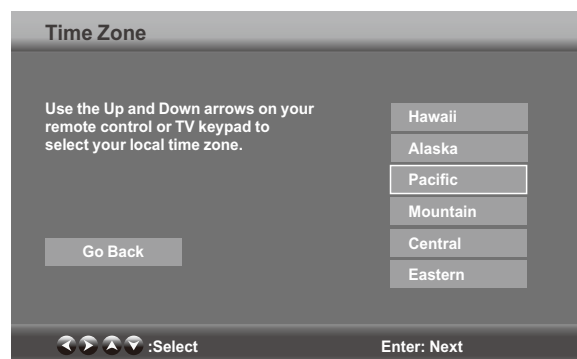 Time Zone
Use the Up and Down arrows on your
remote control or TV keypad to
select your local time zone.
Hawaii
Alaska
Pacific
Mountain
Central
Eastern
Go Back
:Select
Enter: Next